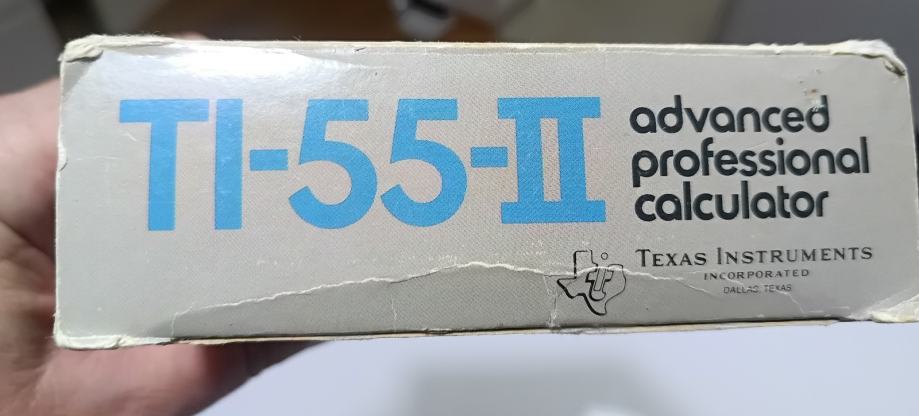 TI-55-II
advanced
professional
calculator
TEXAS INSTRUMENTS
INCORPORATED
DALLAS, TEXAS